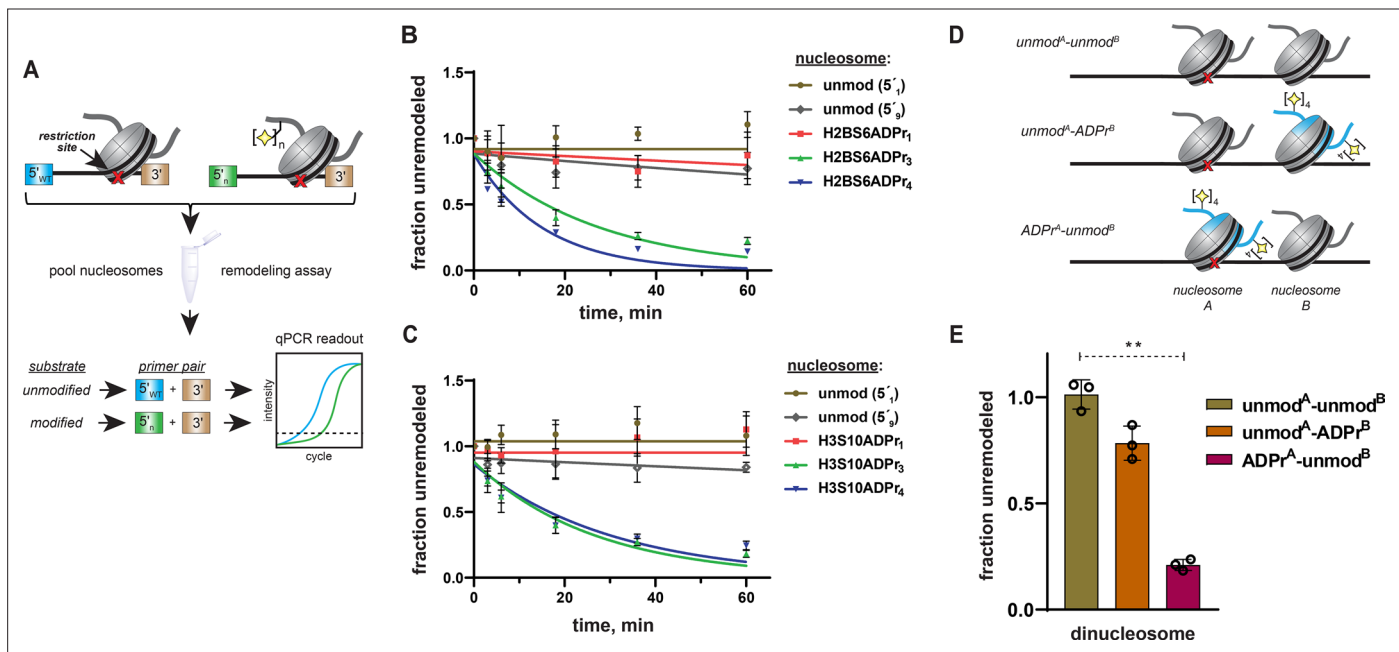 A
restriction
site
[ ]n
5'WT
3'
5'n
3'
pool nucleosomes
remodeling assay
substrate
primer pair
qPCR readout
unmodified
5'WT
+
3'
modified
5'n
+
3'
intensity
cycle
B
fraction unremodeled
1.5
1.0
0.5
0.0
0
20
40
60
time, min
nucleosome:
unmod (5´1)
unmod (5´9)
H2BS6ADPr1
H2BS6ADPr3
H2BS6ADPr4
C
fraction unremodeled
1.5
1.0
0.5
0.0
0
20
40
60
time, min
nucleosome:
unmod (5´1)
unmod (5´9)
H3S10ADPr1
H3S10ADPr3
H3S10ADPr4
D
unmodA-unmodB
unmodA-ADPrB
[ ]4
[ ]4
ADPrA-unmodB
[ ]4
[ ]4
nucleosome
A
nucleosome
B
E
fraction unremodeled
1.0
0.5
0.0
**
dinucleosome
unmodA-unmodB
unmodA-ADPrB
ADPrA-unmodB